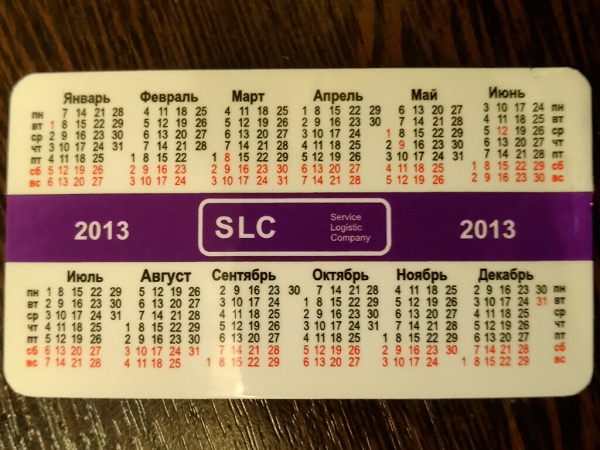 Январь Февраль Март Апрель Май Июнь
пн 7 14 21 28 4 11 18 25 4 11 18 25 1 8 15 22 29 6 13 20 27 3 10 17 24 пн
вт 1 8 15 22 29 5 12 19 26 5 12 19 26 2 9 16 23 30 7 14 21 28 4 11 18 25 вт
ср 2 9 16 23 30 6 13 20 27 6 13 20 27 3 10 17 24 1 8 15 22 29 5 12 19 26 ср
чт 3 10 17 24 31 7 14 21 28 7 14 21 28 4 11 18 25 2 9 16 23 30 6 13 20 27 чт
пт 4 11 18 25 1 8 15 22 1 8 15 22 29 5 12 19 26 3 10 17 24 31 7 14 21 28 пт
сб 5 12 19 26 2 9 16 23 2 9 16 23 30 6 13 20 27 4 11 18 25 1 8 15 22 29 сб
вс 6 13 20 27 3 10 17 24 3 10 17 24 31 7 14 21 28 5 12 19 26 2 9 16 23 30 вс
2013 SLC 2013
Service
Logistic
Company
Июль Август Сентябрь Октябрь Ноябрь Декабрь
пн 1 8 15 22 29 5 12 19 26 2 9 16 23 30 7 14 21 28 4 11 18 25 2 9 16 23 30 пн
вт 2 9 16 23 30 6 13 20 27 3 10 17 24 1 8 15 22 29 5 12 19 26 3 10 17 24 31 вт
ср 3 10 17 24 31 7 14 21 28 4 11 18 25 2 9 16 23 30 6 13 20 27 4 11 18 25 ср
чт 4 11 18 25 1 8 15 22 29 5 12 19 26 3 10 17 24 31 7 14 21 28 5 12 19 26 чт
пт 5 12 19 26 2 9 16 23 30 6 13 20 27 4 11 18 25 1 8 15 22 29 6 13 20 27 пт
сб 6 13 20 27 3 10 17 24 31 7 14 21 28 5 12 19 26 2 9 16 23 30 7 14 21 28 сб
вс 7 14 21 28 4 11 18 25 1 8 15 22 29 6 13 20 27 3 10 17 24 1 8 15 22 29 вс